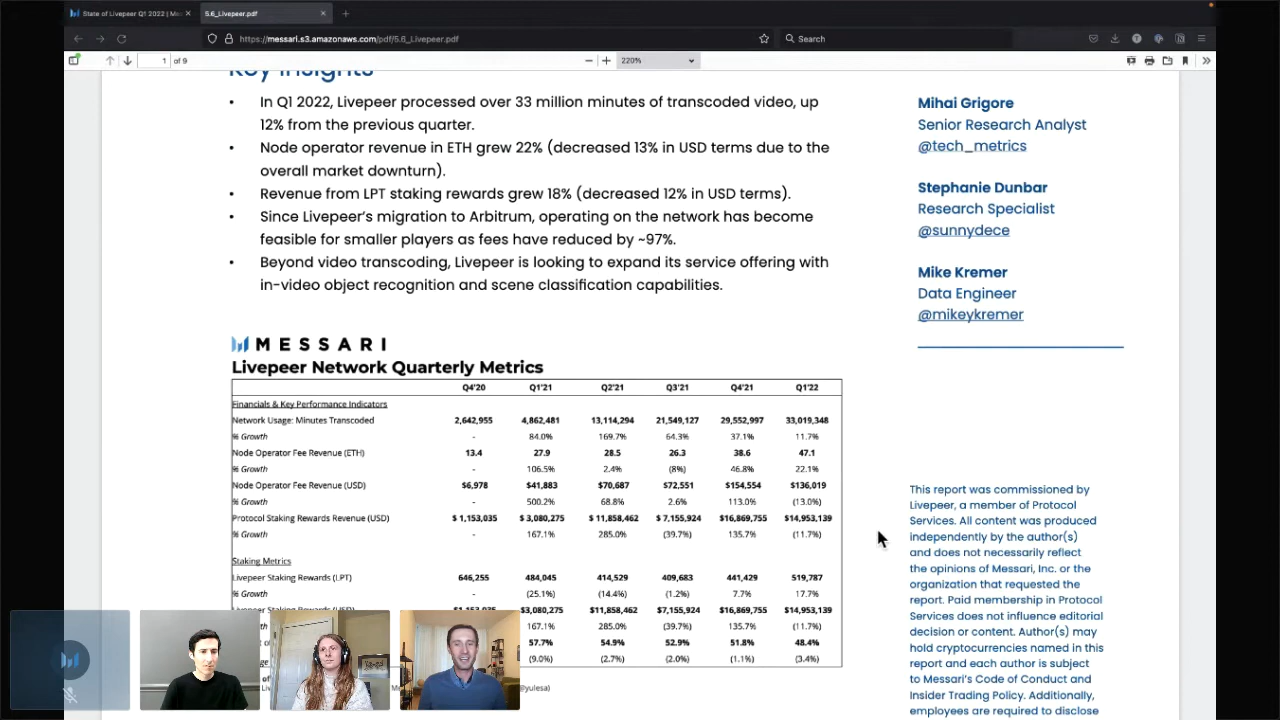 State of Livepeer Q1 2022 | Me
5.6_Livepeer.pdf
https://messari.s3.amazonaws.com/pdf/5.6_Livepeer.pdf
Search
1 of 9
220%
Key Insights
• In Q1 2022, Livepeer processed over 33 million minutes of transcoded video, up
12% from the previous quarter.
• Node operator revenue in ETH grew 22% (decreased 13% in USD terms due to the
overall market downturn).
• Revenue from LPT staking rewards grew 18% (decreased 12% in USD terms).
• Since Livepeer's migration to Arbitrum, operating on the network has become
feasible for smaller players as fees have reduced by ~97%.
• Beyond video transcoding, Livepeer is looking to expand its service offering with
in-video object recognition and scene classification capabilities.
MESSARI
Livepeer Network Quarterly Metrics
Q4'20 Q1'21 Q2'21 Q3'21 Q4'21 Q1'22
Financials & Key Performance Indicators
Network Usage: Minutes Transcoded 2,642,955 4,862,481 13,114,294 21,549,127 29,552,997 33,019,348
% Growth - 84.0% 169.7% 64.3% 37.1% 11.7%
Node Operator Fee Revenue (ETH) 13.4 27.9 28.5 26.3 38.6 47.1
% Growth - 106.5% 2.4% (8%) 46.8% 22.1%
Node Operator Fee Revenue (USD) $6,978 $41,883 $70,687 $72,551 $154,554 $136,019
% Growth - 500.2% 68.8% 2.6% 113.0% (13.0%)
Protocol Staking Rewards Revenue (USD) $ 1,153,035 $ 3,080,275 $ 11,858,462 $ 7,155,924 $16,869,755 $14,953,139
% Growth - 167.1% 285.0% (39.7%) 135.7% (11.7%)
Staking Metrics
Livepeer Staking Rewards (LPT) 646,255 484,045 414,529 409,683 441,429 519,787
% Growth - (25.1%) (14.4%) (1.2%) 7.7% 17.7%
Livepeer Staking Rewards (USD) $1,153,035 $3,080,275 $11,858,462 $7,155,924 $16,869,755 $14,953,139
167.1% 285.0% (39.7%) 135.7% (11.7%)
57.7% 54.9% 52.9% 51.8% 48.4%
(9.0%) (2.7%) (2.0%) (1.1%) (3.4%)
@yulesa)
Mihai Grigore
Senior Research Analyst
@tech_metrics
Stephanie Dunbar
Research Specialist
@sunnydece
Mike Kremer
Data Engineer
@mikeykremer
This report was commissioned by
Livepeer, a member of Protocol
Services. All content was produced
independently by the author(s)
and does not necessarily reflect
the opinions of Messari, Inc. or the
organization that requested the
report. Paid membership in Protocol
Services does not influence editorial
decision or content. Author(s) may
hold cryptocurrencies named in this
report and each author is subject
to Messari's Code of Conduct and
Insider Trading Policy. Additionally,
employees are required to disclose